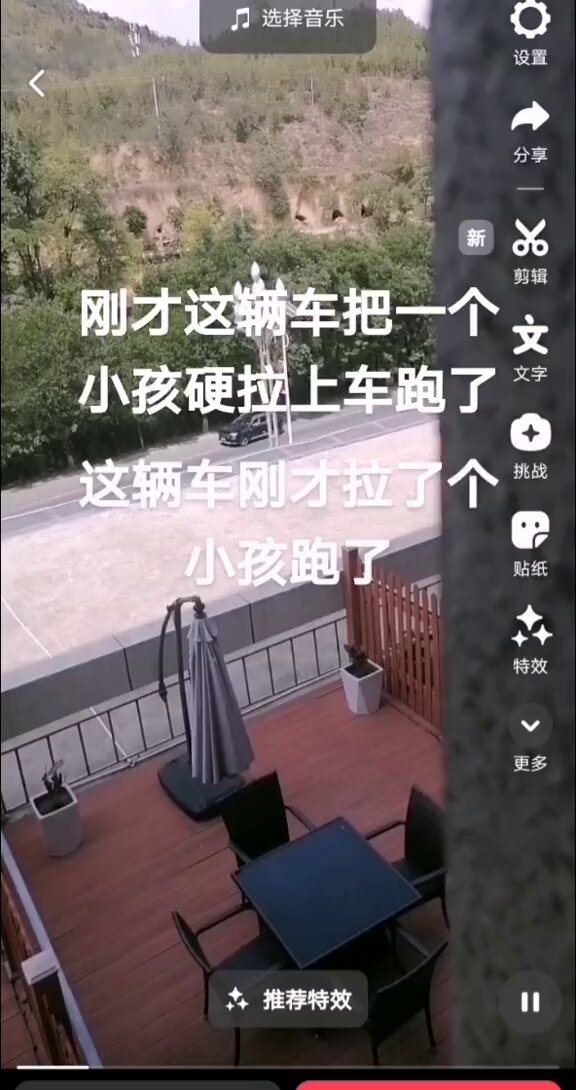 选择音乐
设置
分享
新
剪辑
刚才这辆车把一个
小孩硬拉上车跑了
文字
挑战
这辆车刚才拉了个
小孩跑了
贴纸
特效
更多
推荐特效